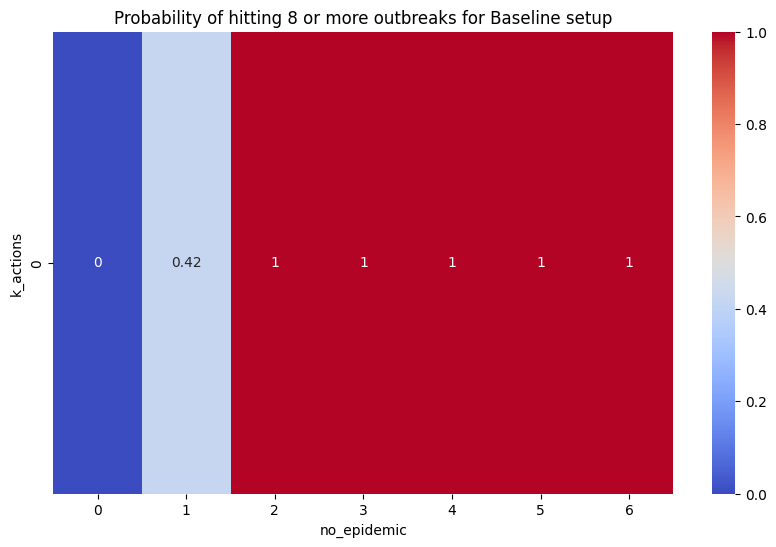 Probability of hitting 8 or more outbreaks for Baseline setup
k_actions
0
0 0.42 1 1 1 1 1
0 1 2 3 4 5 6
no_epidemic
1.0
0.8
0.6
0.4
0.2
0.0